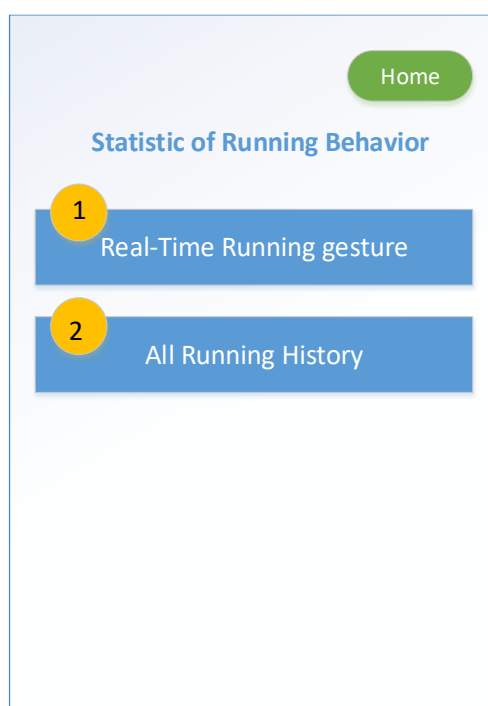 Home
Statistic of Running Behavior
1
Real-Time Running gesture
2
All Running History